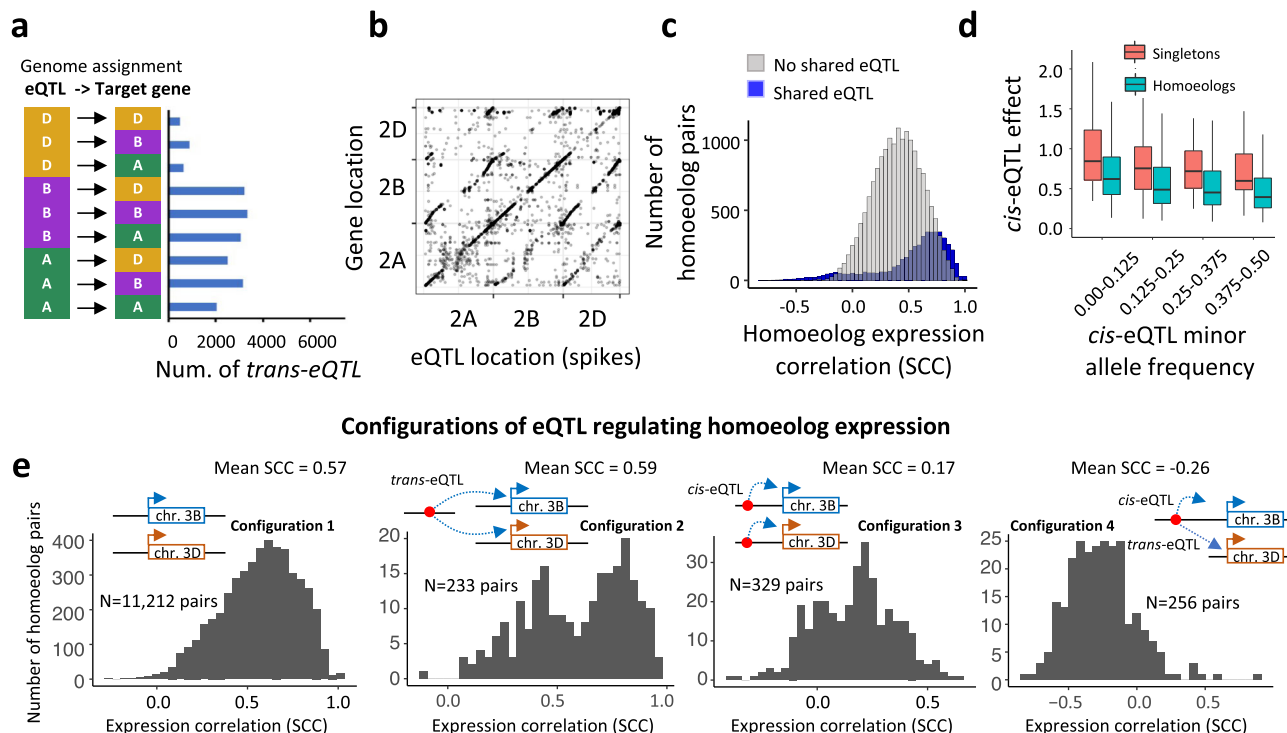 a
Genome assignment
eQTL -> Target gene
D D
D B
D A
B D
B B
B A
A D
A B
A A
0 2000 4000 6000
Num. of trans-eQTL
b
Gene location
2D
2B
2A
2A 2B 2D
eQTL location (spikes)
c
No shared eQTL
Shared eQTL
Number of
homoeolog pairs
1000
500
0
-0.5 0.0 0.5 1.0
Homoeolog expression
correlation (SCC)
d
Singletons
Homoeologs
cis-eQTL effect
2.0
1.5
1.0
0.5
0.0
0.00-0.125
0.125-0.25
0.25-0.375
0.375-0.50
cis-eQTL minor
allele frequency
Configurations of eQTL regulating homoeolog expression
e
Mean SCC = 0.57
chr. 3B
Configuration 1
chr. 3D
N=11,212 pairs
Number of homoeolog pairs
400
300
200
100
0
0.0 0.5 1.0
Expression correlation (SCC)
Mean SCC = 0.59
trans-eQTL
chr. 3B
Configuration 2
chr. 3D
N=233 pairs
20
15
10
5
0
0.0 0.5 1.0
Expression correlation (SCC)
Mean SCC = 0.17
cis-eQTL
chr. 3B
Configuration 3
chr. 3D
N=329 pairs
30
20
10
0
0.0 0.5
Expression correlation (SCC)
Mean SCC = -0.26
cis-eQTL
chr. 3B
Configuration 4
trans-eQTL
chr. 3D
N=256 pairs
25
20
15
10
5
0
−0.5 0.0 0.5
Expression correlation (SCC)